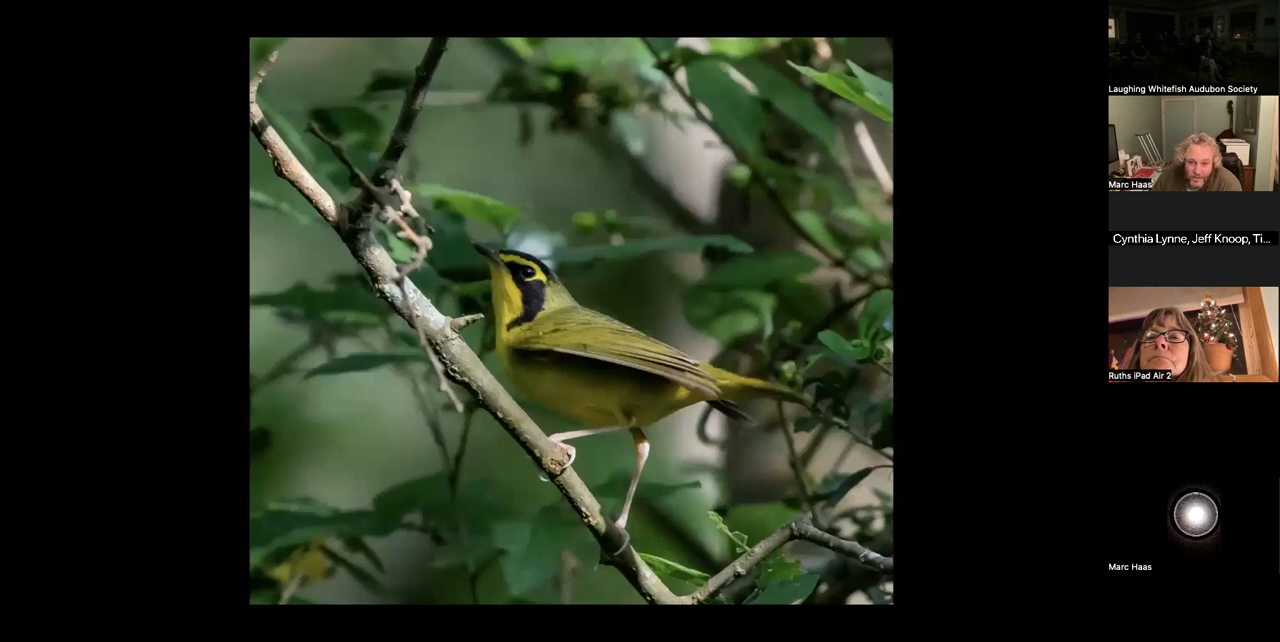 Laughing Whitefish Audubon Society
Marc Haas
Cynthia Lynne, Jeff Knoop, Ti...
Ruths iPad Air 2
Marc Haas